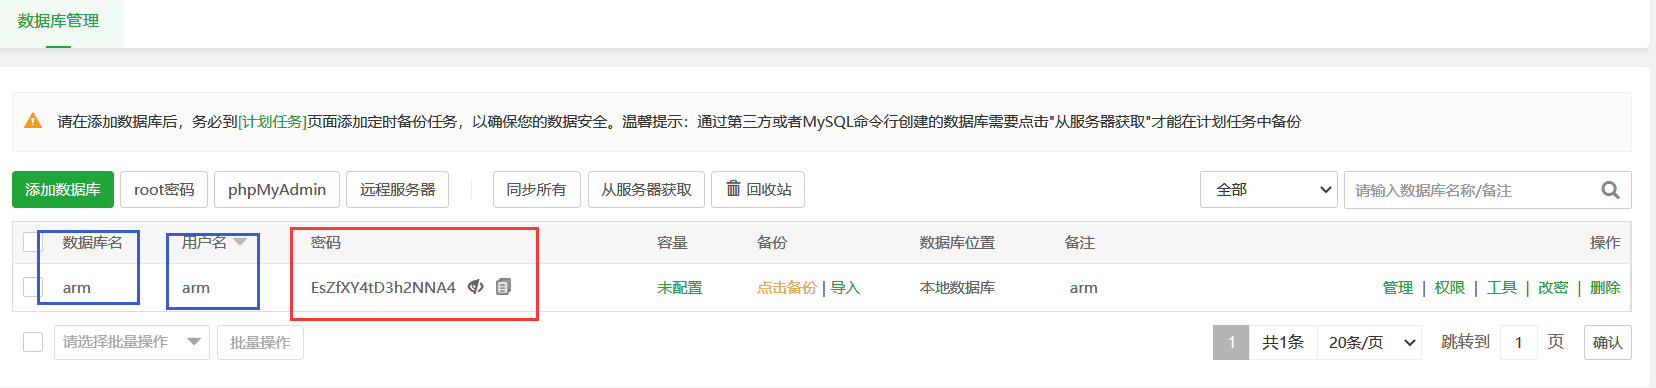 数据库管理
请在添加数据库后，务必到[计划任务]页面添加定时备份任务，以确保您的数据安全。温馨提示：通过第三方或者MySQL命令行创建的数据库需要点击"从服务器获取"才能在计划任务中备份
添加数据库 root密码 phpMyAdmin 远程服务器 同步所有 从服务器获取 回收站 全部 请输入数据库名称/备注
数据库名 用户名 密码 容量 备份 数据库位置 备注 操作
arm arm EsZfXY4tD3h2NNA4 未配置 点击备份 | 导入 本地数据库 arm 管理 | 权限 | 工具 | 改密 | 删除
请选择批量操作 批量操作 1 共1条 20条/页 跳转到 1 页 确认